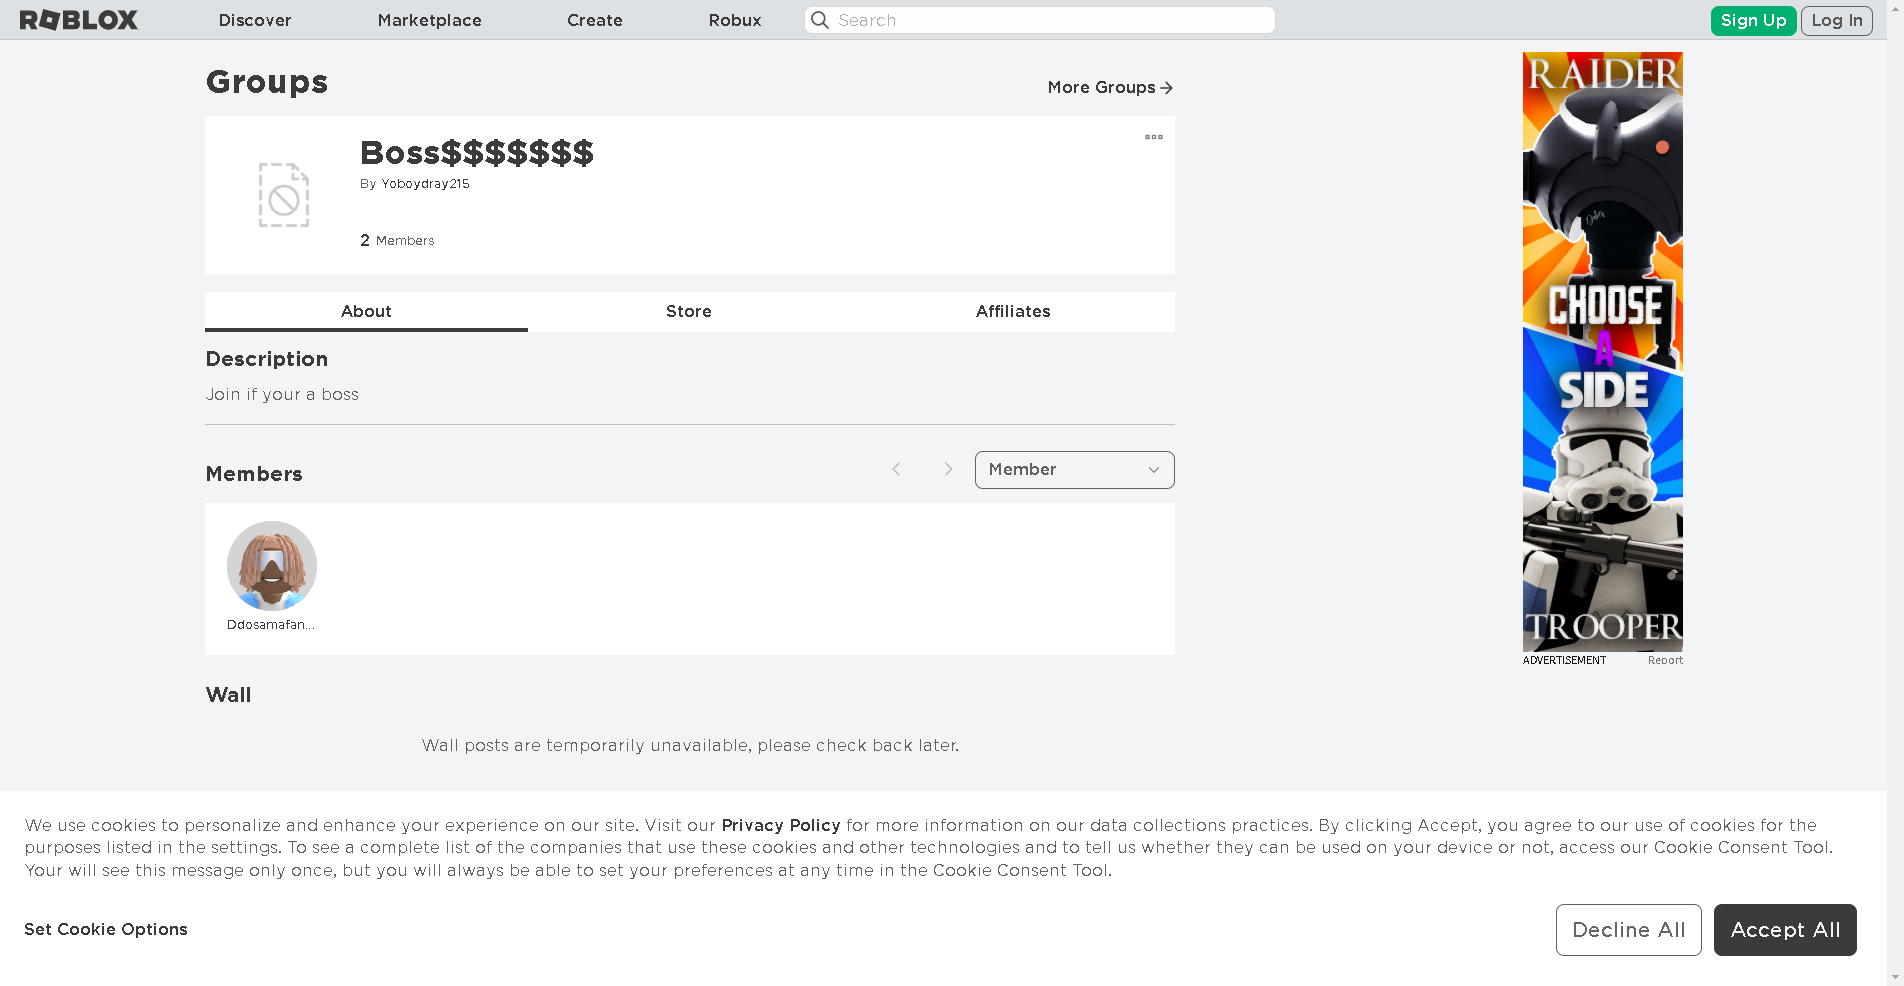 ROBLOX Discover Marketplace Create Robux Search Sign Up Log In
Groups
More Groups
Boss$$$$$$$
By Yoboydray215
2 Members
About Store Affiliates
Description
Join if your a boss
Members
Member
Ddosamafan...
Wall
Wall posts are temporarily unavailable, please check back later.
RAIDER
CHOOSE
A
SIDE
TROOPER
ADVERTISEMENT Report
We use cookies to personalize and enhance your experience on our site. Visit our Privacy Policy for more information on our data collections practices. By clicking Accept, you agree to our use of cookies for the
purposes listed in the settings. To see a complete list of the companies that use these cookies and other technologies and to tell us whether they can be used on your device or not, access our Cookie Consent Tool.
Your will see this message only once, but you will always be able to set your preferences at any time in the Cookie Consent Tool.
Set Cookie Options
Decline All
Accept All